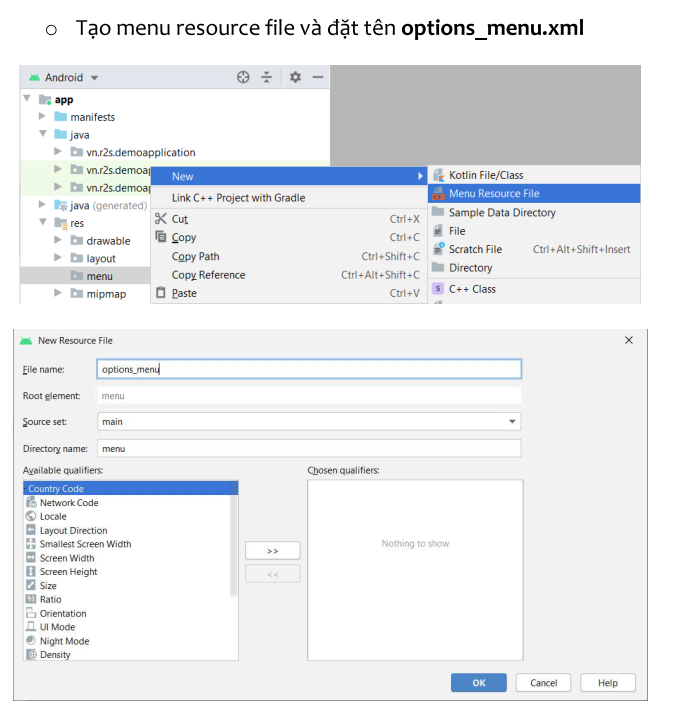 o Tạo menu resource file và đặt tên options_menu.xml
Android
app
manifests
java
vn.r2s.demoapplication
vn.r2s.demoap
vn.r2s.demoap
java (generated)
res
drawable
layout
menu
mipmap
New
Link C++ Project with Gradle
Cut Ctrl+X
Copy Ctrl+C
Copy Path Ctrl+Shift+C
Copy Reference Ctrl+Alt+Shift+C
Paste Ctrl+V
Kotlin File/Class
Menu Resource File
Sample Data Directory
File
Scratch File Ctrl+Alt+Shift+Insert
Directory
S C++ Class
New Resource File
File name: options_menu
Root element: menu
Source set: main
Directory name: menu
Available qualifiers:
Country Code
Network Code
Locale
Layout Direction
Smallest Screen Width
Screen Width
Screen Height
Size
Ratio
Orientation
UI Mode
Night Mode
Density
>>
<<
Chosen qualifiers:
Nothing to show
OK Cancel Help